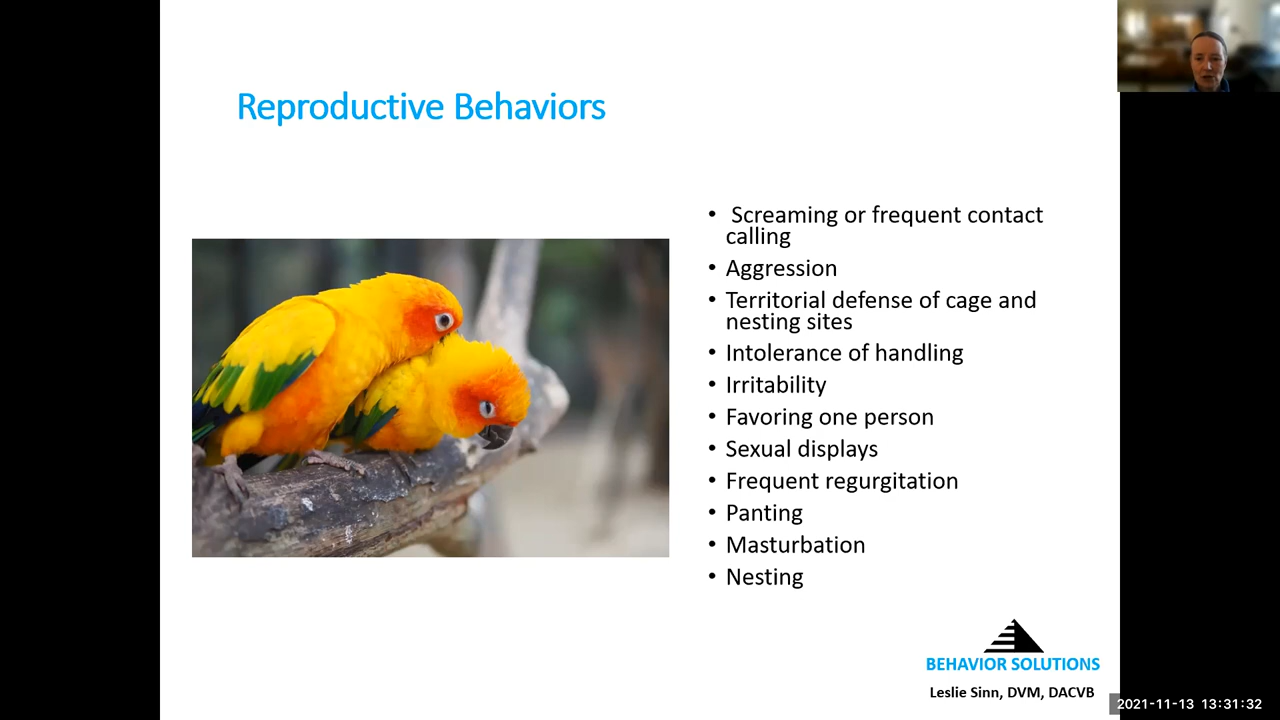 Reproductive Behaviors
• Screaming or frequent contact
calling
• Aggression
• Territorial defense of cage and
nesting sites
• Intolerance of handling
• Irritability
• Favoring one person
• Sexual displays
• Frequent regurgitation
• Panting
• Masturbation
• Nesting
BEHAVIOR SOLUTIONS
Leslie Sinn, DVM, DACVB
2021-11-13 13:31:32